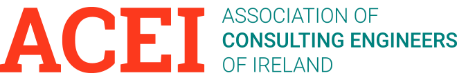 ACEI
ASSOCIATION OF
CONSULTING ENGINEERS
OF IRELAND